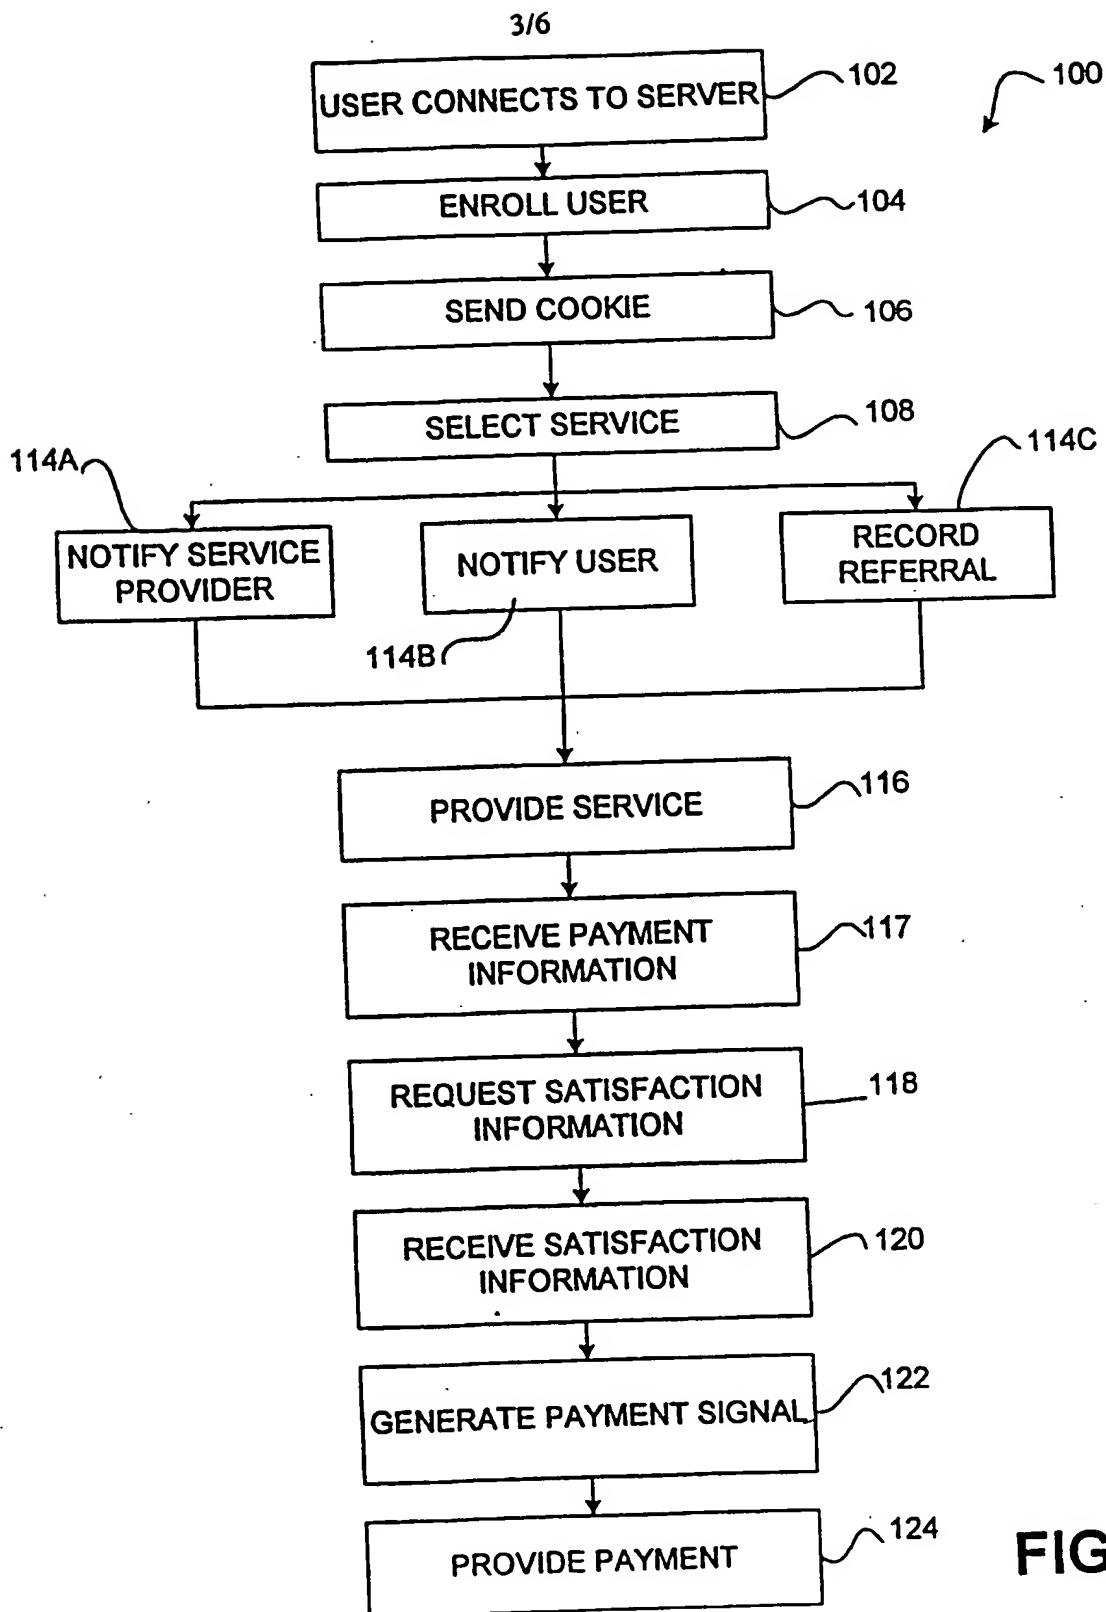 3/6
USER CONNECTS TO SERVER
102
100
ENROLL USER
104
SEND COOKIE
106
SELECT SERVICE
108
114A
114C
NOTIFY SERVICE
PROVIDER
NOTIFY USER
RECORD
REFERRAL
114B
PROVIDE SERVICE
116
RECEIVE PAYMENT
INFORMATION
117
REQUEST SATISFACTION
INFORMATION
118
RECEIVE SATISFACTION
INFORMATION
120
GENERATE PAYMENT SIGNAL
122
PROVIDE PAYMENT
124
FIG